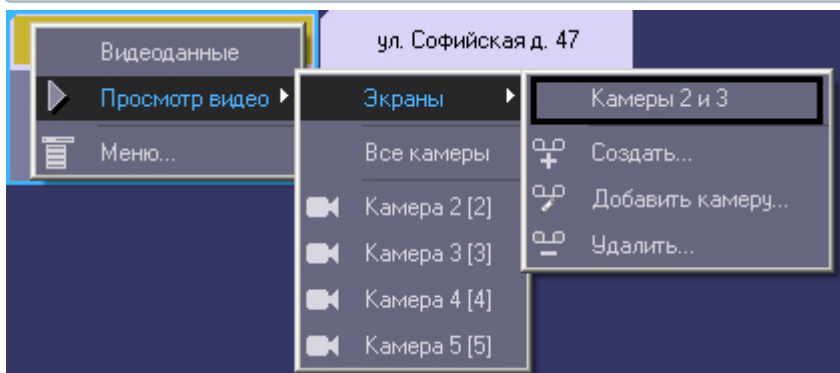 ул. Софийская д. 47
Видеоданные
Просмотр видео
Меню...
Экраны
Все камеры
Камера 2 [2]
Камера 3 [3]
Камера 4 [4]
Камера 5 [5]
Камеры 2 и 3
Создать...
Добавить камеру...
Удалить...